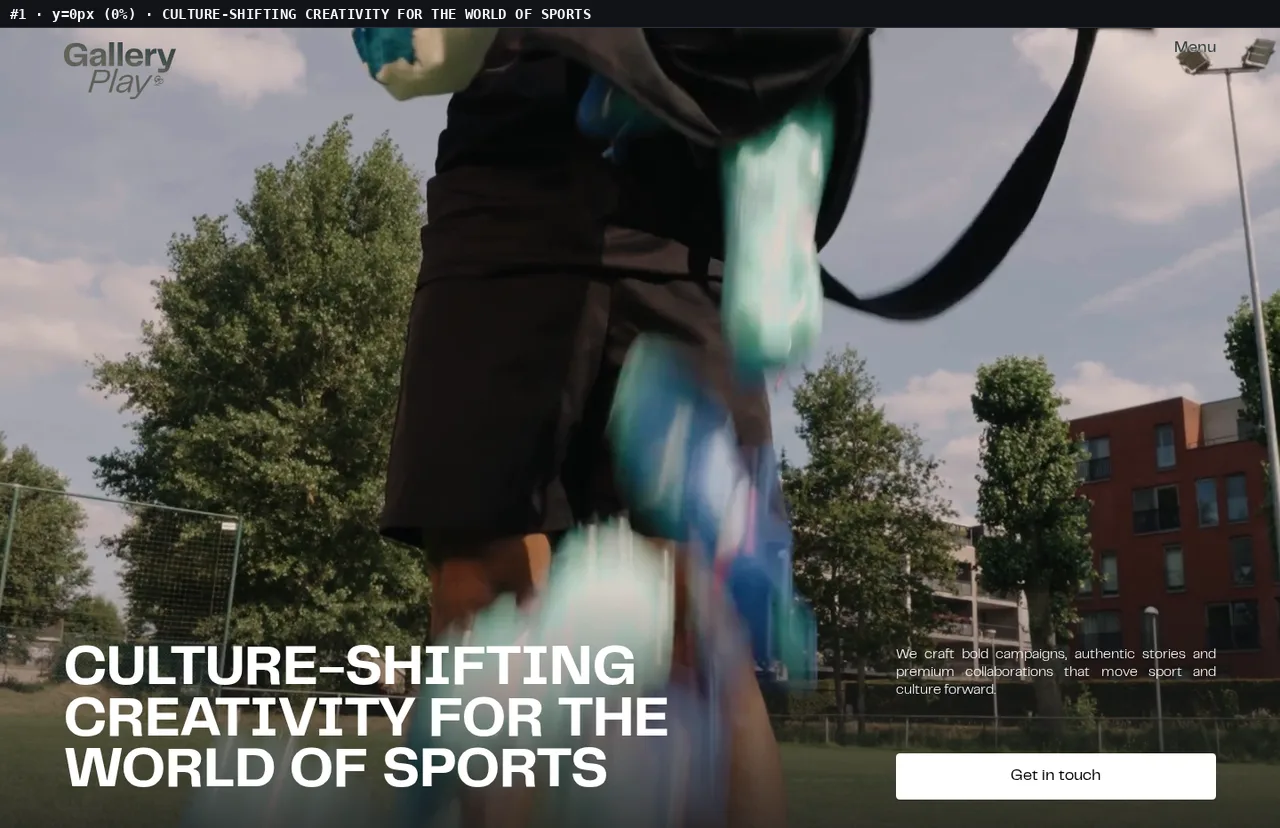 #1 · y=0px (0%) · CULTURE-SHIFTING CREATIVITY FOR THE WORLD OF SPORTS
Gallery
Play
Menu
CULTURE-SHIFTING
CREATIVITY FOR THE
WORLD OF SPORTS
We craft bold campaigns, authentic stories and
premium collaborations that move sport and
culture forward.
Get in touch